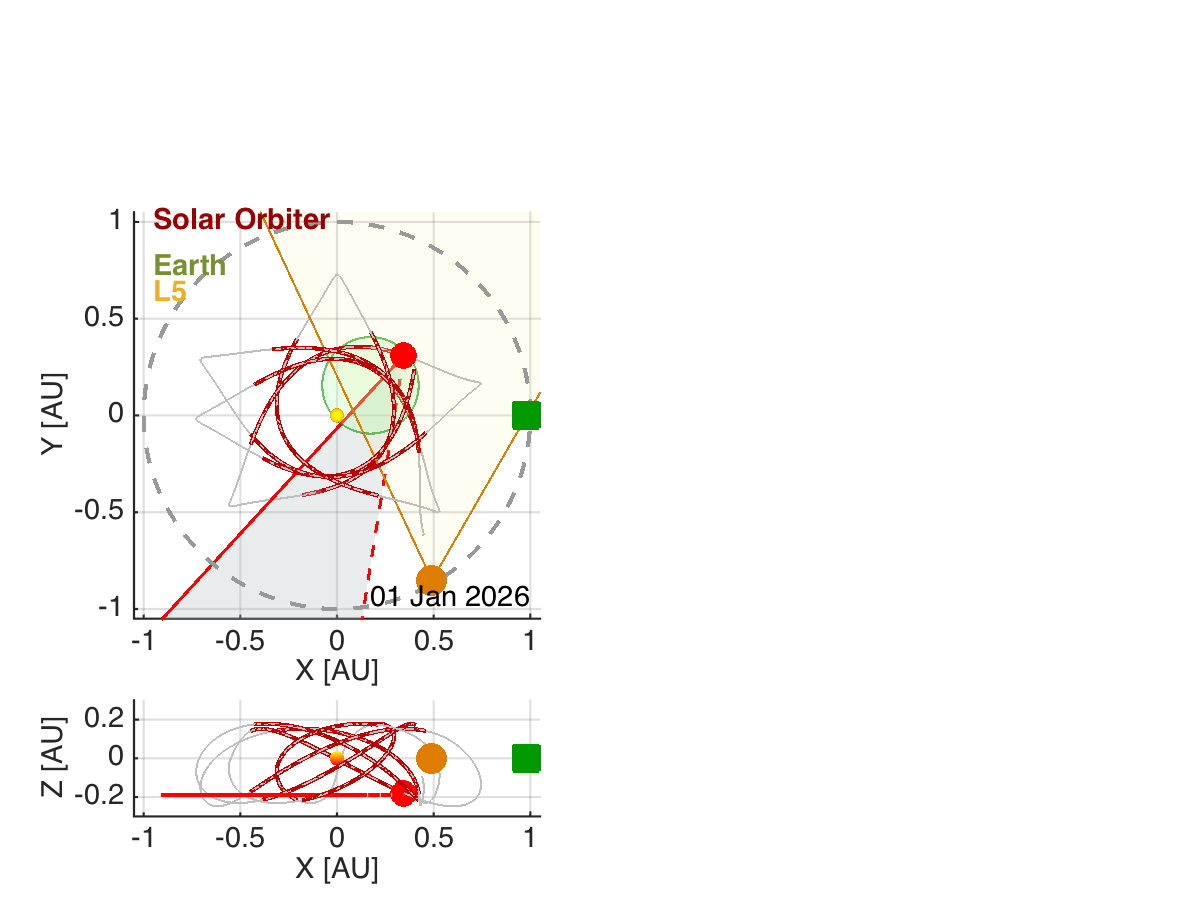 1
Solar Orbiter
Earth
L5
0.5
0
-0.5
-1
Y [AU]
01 Jan 2026
-1 -0.5 0 0.5 1
X [AU]
0.2
0
-0.2
Z [AU]
-1 -0.5 0 0.5 1
X [AU]